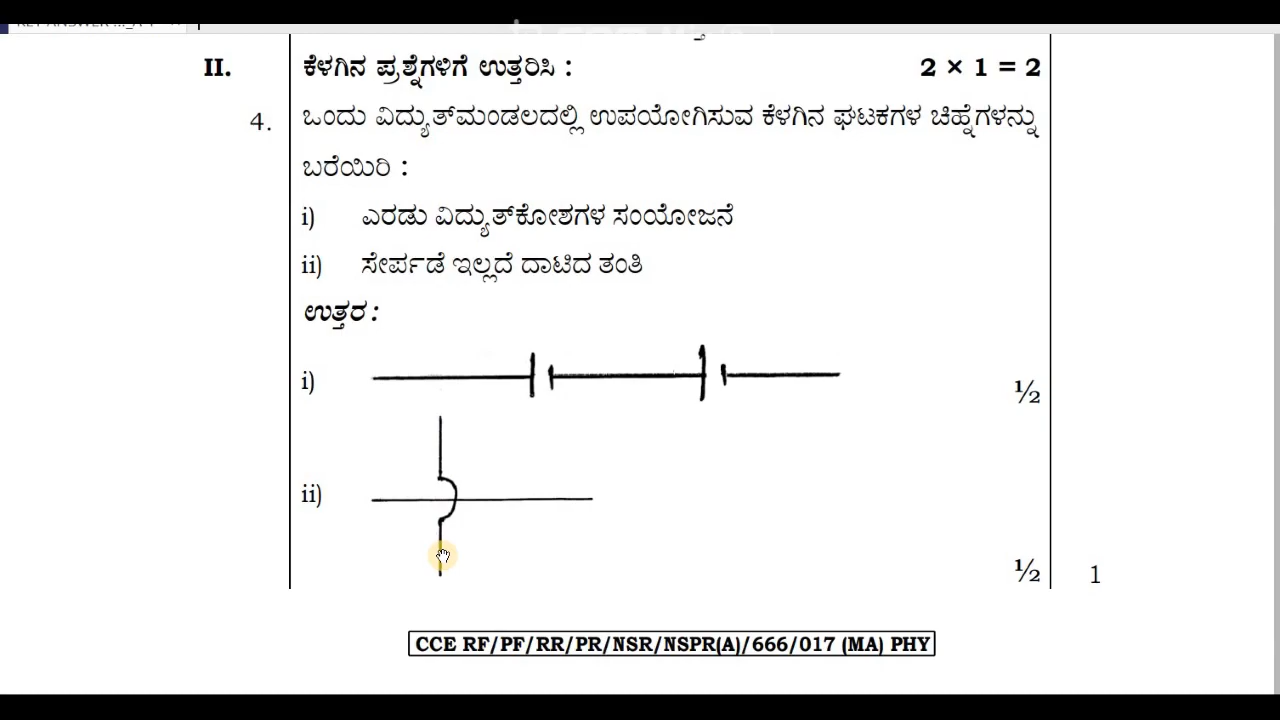 II. ಕೆಳಗಿನ ಪ್ರಶ್ನೆಗಳಿಗೆ ಉತ್ತರಿಸಿ : 2 × 1 = 2
4. ಒಂದು ವಿದ್ಯುತ್‌ಮಂಡಲದಲ್ಲಿ ಉಪಯೋಗಿಸುವ ಕೆಳಗಿನ ಘಟಕಗಳ ಚಿಹ್ನೆಗಳನ್ನು
ಬರೆಯಿರಿ :
i) ಎರಡು ವಿದ್ಯುತ್‌ಕೋಶಗಳ ಸಂಯೋಜನೆ
ii) ಸೇರ್ಪಡೆ ಇಲ್ಲದೆ ದಾಟಿದ ತಂತಿ
ಉತ್ತರ :
i) ½
ii)
½ 1
CCE RF/PF/RR/PR/NSR/NSPR(A)/666/017 (MA) PHY